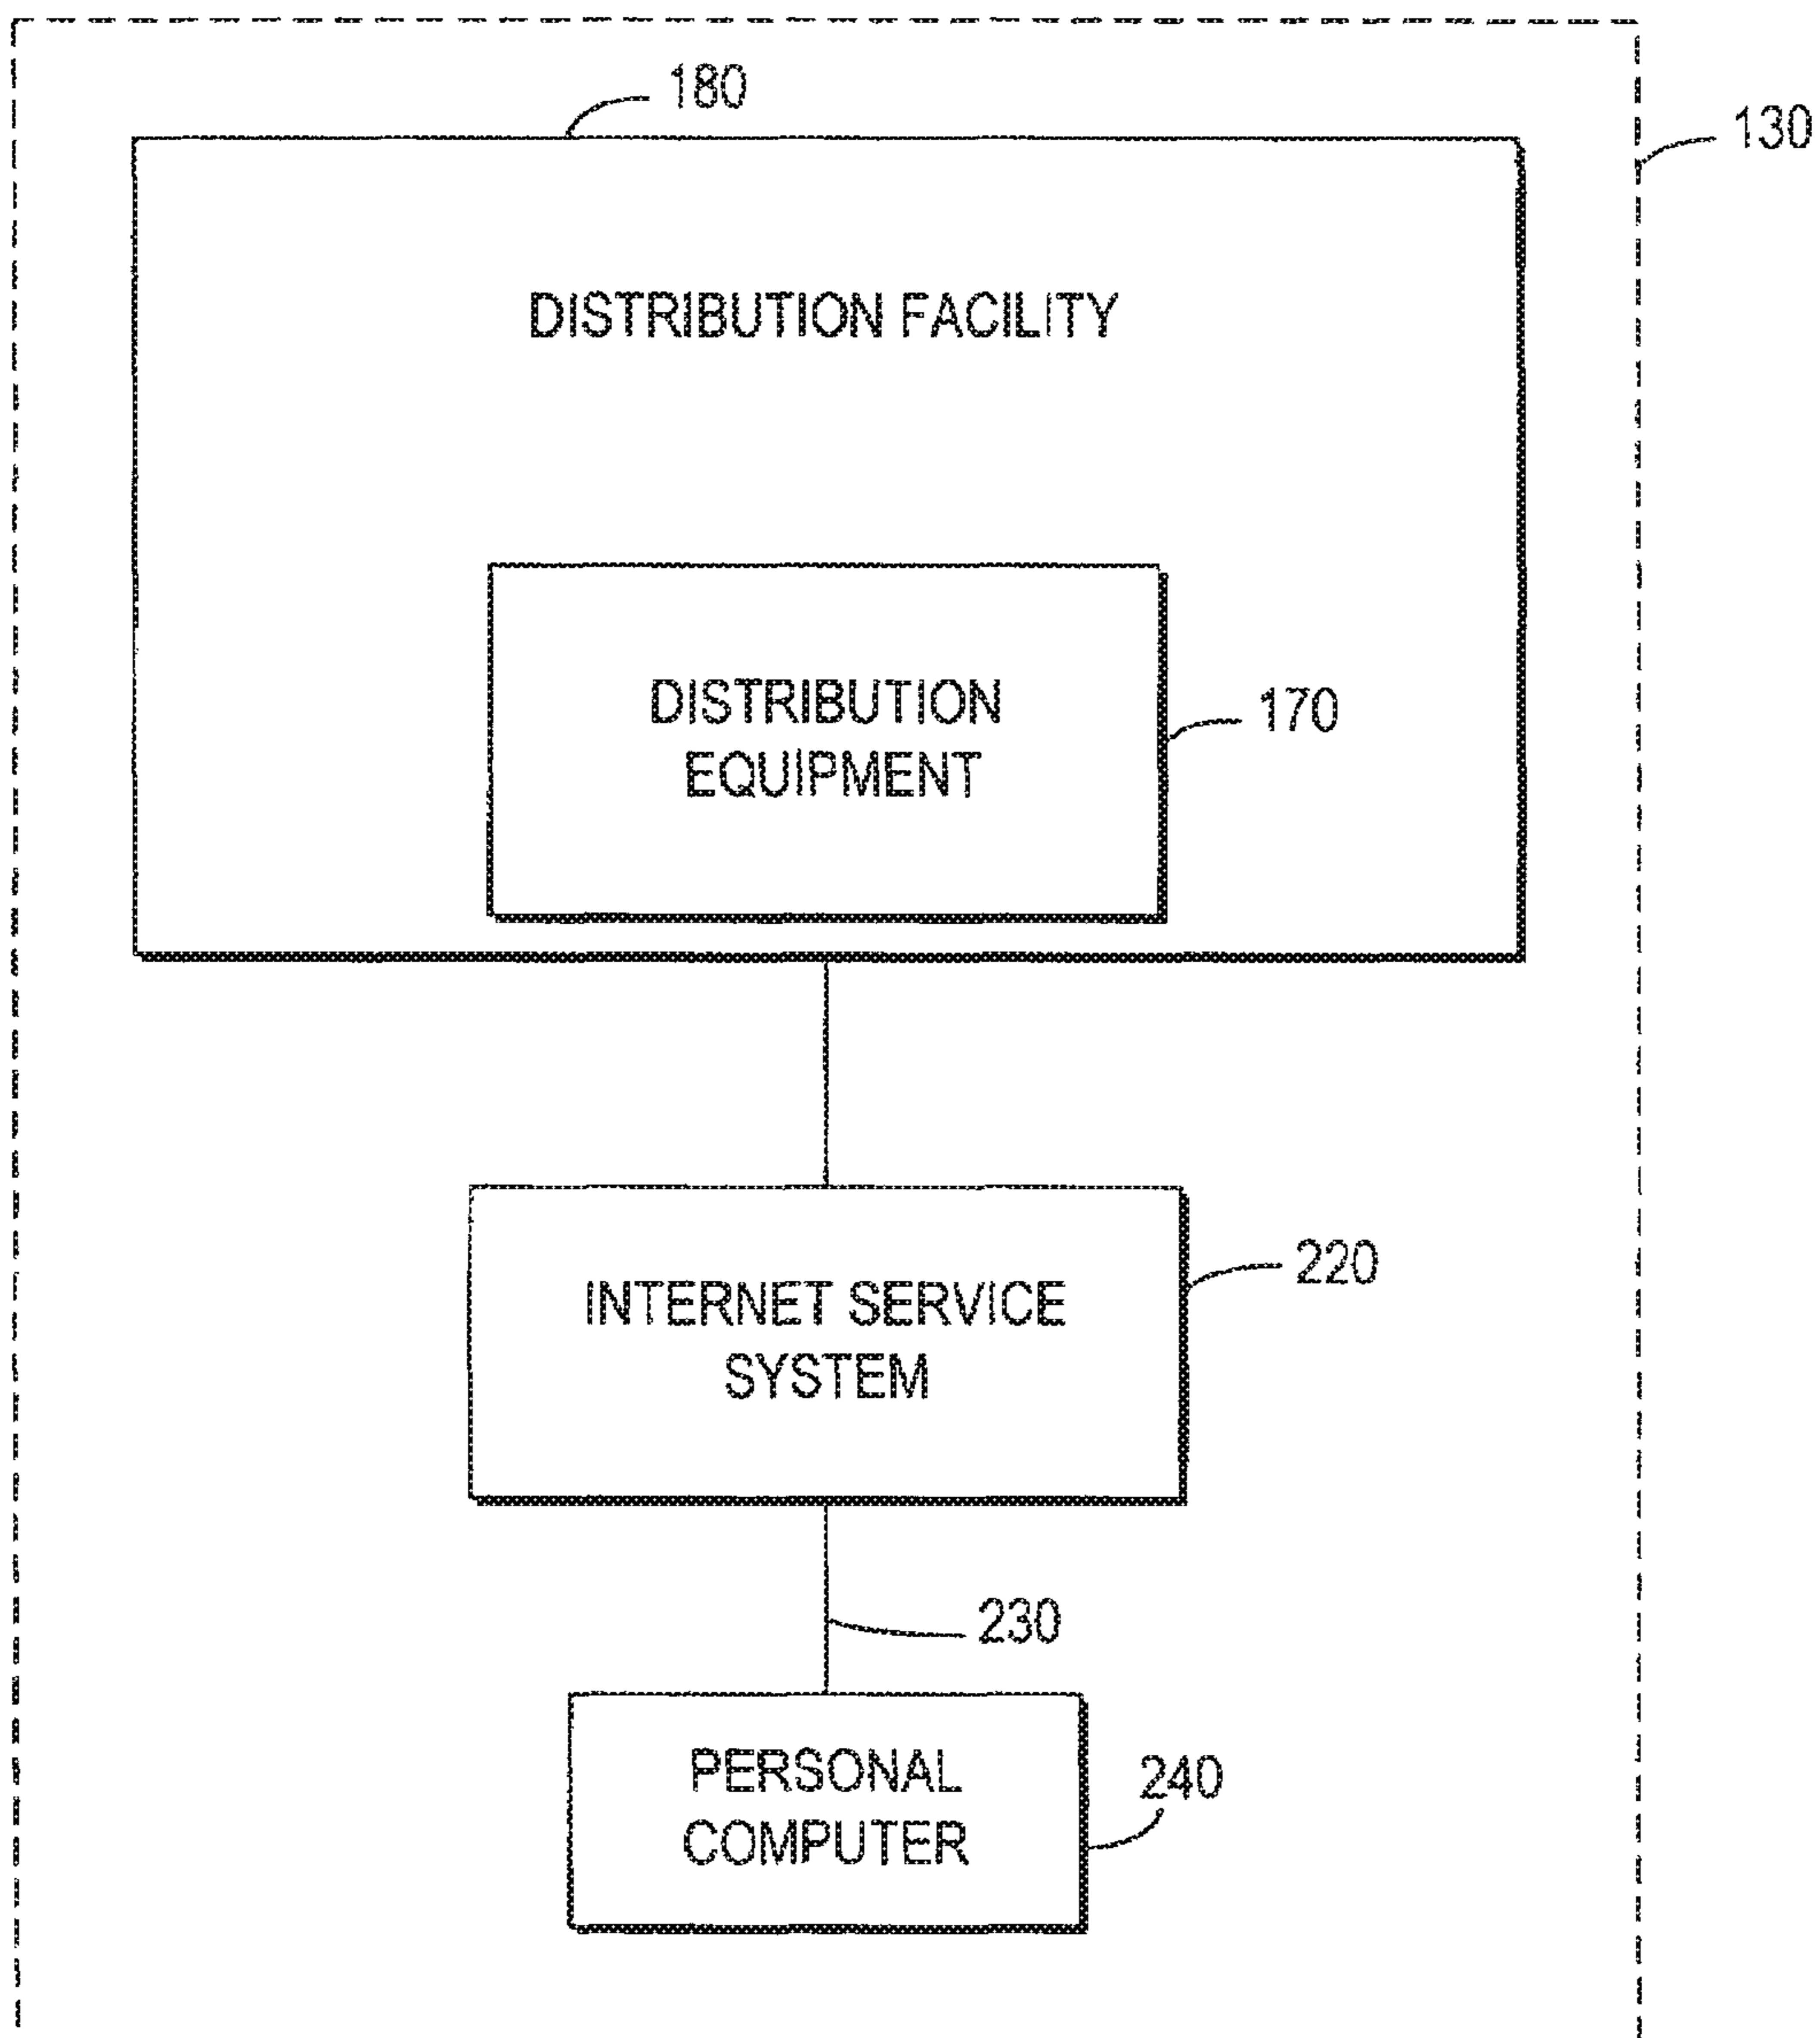 180
130
DISTRIBUTION FACILITY
DISTRIBUTION
EQUIPMENT
170
220
INTERNET SERVICE
SYSTEM
230
PERSONAL
COMPUTER
240